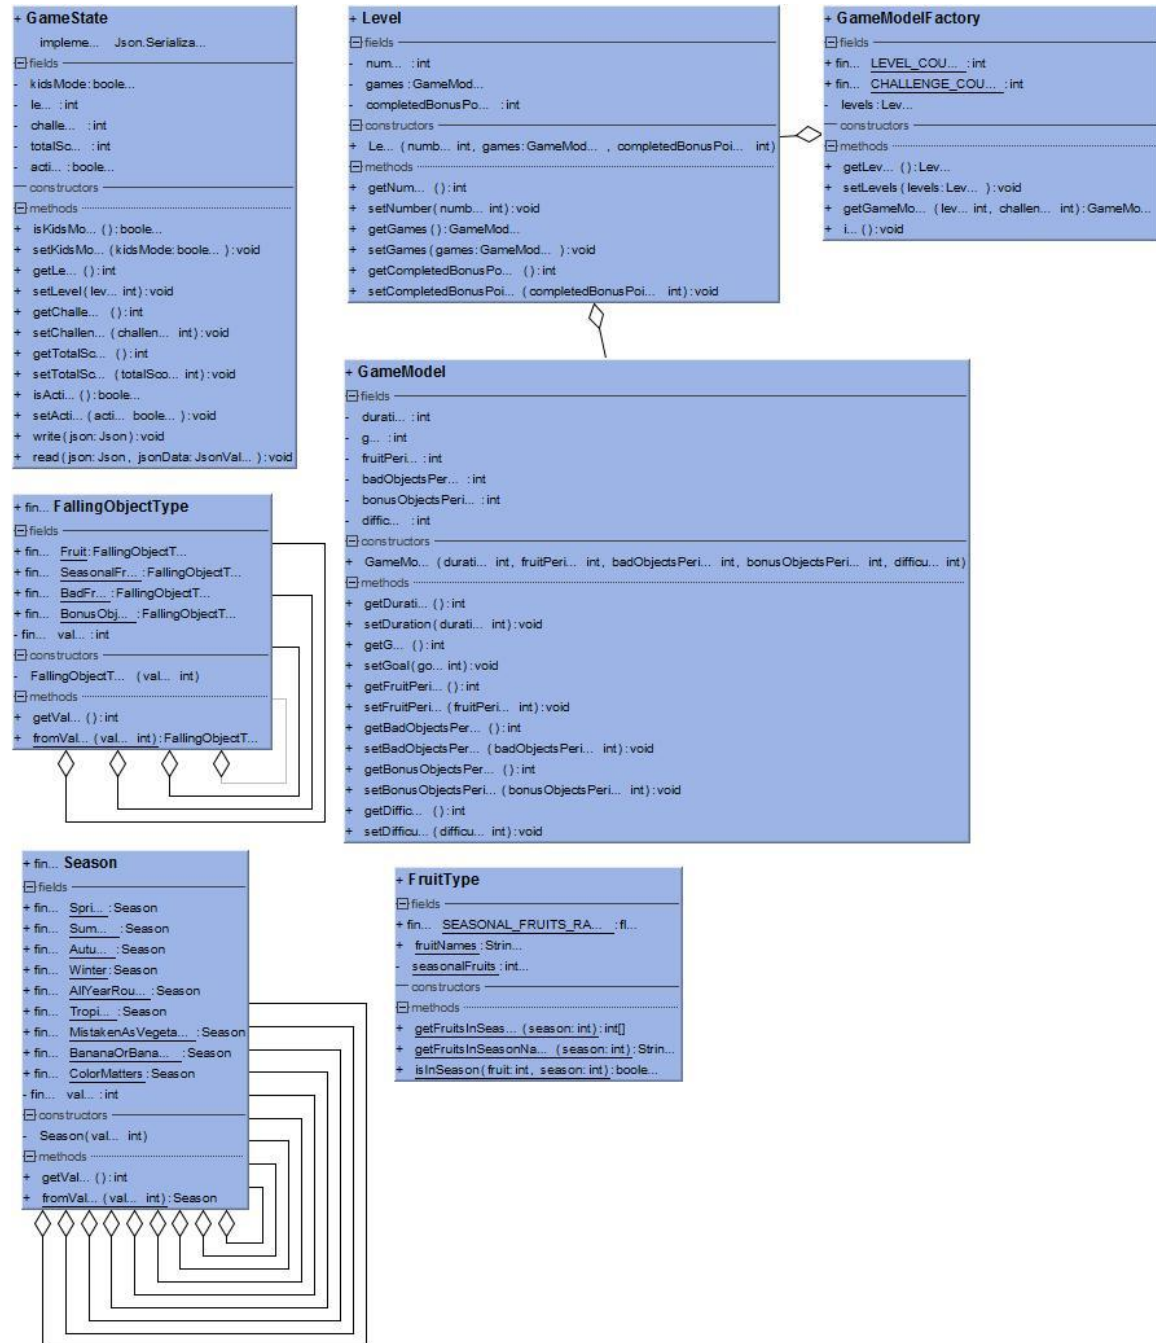 + GameState
impleme... Json.Serializa...
fields
- kidsMode:boole...
- le... :int
- challe... :int
- totalSc... :int
- acti... :boole...
constructors
methods
+ isKidsMo... ():boole...
+ setKidsMo... (kidsMode:boole... ):void
+ getLe... ():int
+ setLevel(lev... int):void
+ getChalle... ():int
+ setChallen... (challen... int):void
+ getTotalSc... ():int
+ setTotalSc... (totalSco... int):void
+ isActi... ():boole...
+ setActi... (acti... boole... ):void
+ write(json:Json):void
+ read(json:Json, jsonData:JsonVal... ):void
+ Level
fields
- num... :int
- games:GameMod...
- completedBonusPo... :int
constructors
+ Le... (numb... int, games:GameMod... , completedBonusPoi... int)
methods
+ getNum... ():int
+ setNumber(numb... int):void
+ getGames():GameMod...
+ setGames(games:GameMod... ):void
+ getCompletedBonusPo... ():int
+ setCompletedBonusPoi... (completedBonusPoi... int):void
+ GameModelFactory
fields
+ fin... LEVEL_COU... :int
+ fin... CHALLENGE_COU... :int
- levels:Lev...
constructors
methods
+ getLev... ():Lev...
+ setLevels(levels:Lev... ):void
+ getGameMo... (lev... int, challen... int):GameMo...
+ i... ():void
+ GameModel
fields
- durati... :int
- g... :int
- fruitPeri... :int
- badObjectsPer... :int
- bonusObjectsPeri... :int
- diffic... :int
constructors
+ GameMo... (durati... int, fruitPeri... int, badObjectsPeri... int, bonusObjectsPeri... int, difficu... int)
methods
+ getDurati... ():int
+ setDuration(durati... int):void
+ getG... ():int
+ setGoal(go... int):void
+ getFruitPeri... ():int
+ setFruitPeri... (fruitPeri... int):void
+ getBadObjectsPer... ():int
+ setBadObjectsPer... (badObjectsPeri... int):void
+ getBonusObjectsPer... ():int
+ setBonusObjectsPeri... (bonusObjectsPeri... int):void
+ getDiffic... ():int
+ setDifficu... (difficu... int):void
+ fin... FallingObjectType
fields
+ fin... Fruit:FallingObjectT...
+ fin... SeasonalFr... :FallingObjectT...
+ fin... BadFr... :FallingObjectT...
+ fin... BonusObj... :FallingObjectT...
- fin... val... :int
constructors
- FallingObjectT... (val... int)
methods
+ getVal... ():int
+ fromVal... (val... int):FallingObjectT...
+ fin... Season
fields
+ fin... Spri... :Season
+ fin... Sum... :Season
+ fin... Autu... :Season
+ fin... Winter:Season
+ fin... AllYearRou... :Season
+ fin... Tropi... :Season
+ fin... MistakenAsVegeta... :Season
+ fin... BananaOrBana... :Season
+ fin... ColorMatters:Season
- fin... val... :int
constructors
- Season(val... int)
methods
+ getVal... ():int
+ fromVal... (val... int):Season
+ FruitType
fields
+ fin... SEASONAL_FRUITS_RA... :fl...
+ fruitNames:Strin...
- seasonalFruits:int...
constructors
methods
+ getFruitsInSeas... (season:int):int[]
+ getFruitsInSeasonNa... (season:int):Strin...
+ isInSeason(fruit:int, season:int):boole...